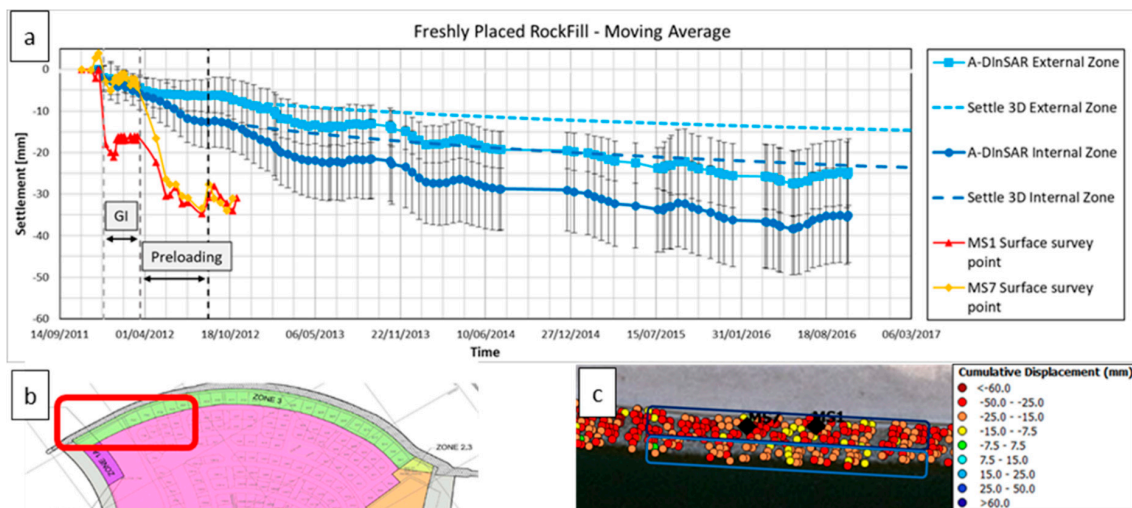 a
Freshly Placed RockFill - Moving Average
0
-10
-20
-30
-40
-50
-60
Settlement [mm]
GI
Preloading
14/09/2011
01/04/2012
18/10/2012
06/05/2013
22/11/2013
10/06/2014
27/12/2014
15/07/2015
31/01/2016
18/08/2016
06/03/2017
Time
A-DInSAR External Zone
Settle 3D External Zone
A-DInSAR Internal Zone
Settle 3D Internal Zone
MS1 Surface survey
point
MS7 Surface survey
point
b
ZONE 3
ZONE 2.3
c
MS7
MS1
Cumulative Displacement (mm)
<-60.0
-50.0 - -25.0
-25.0 - -15.0
-15.0 - -7.5
-7.5 - 7.5
7.5 - 15.0
15.0 - 25.0
25.0 - 50.0
>60.0